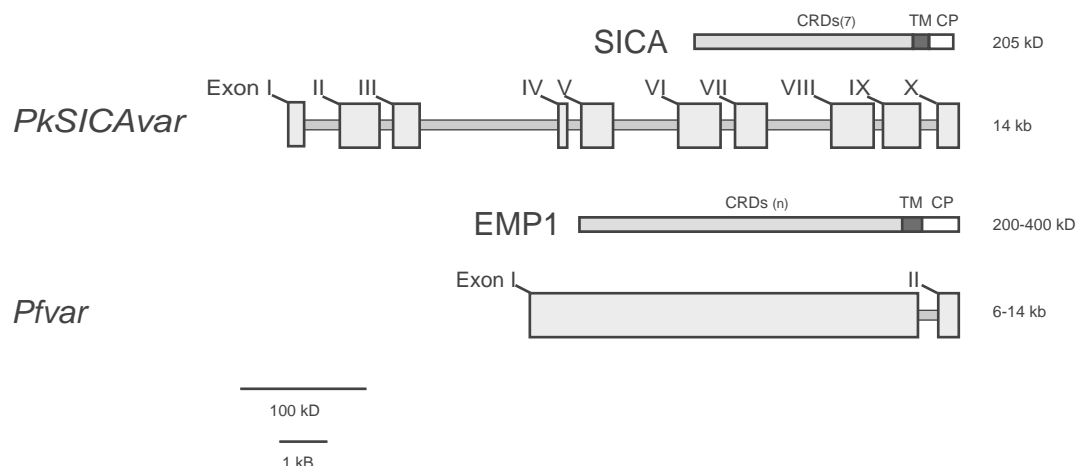 CRDs(7) TM CP
SICA 205 kD
Exon I II III IV V VI VII VIII IX X
PkSICAvar 14 kb
CRDs (n) TM CP
EMP1 200-400 kD
Exon I II
Pfvar 6-14 kb
100 kD
1 kB